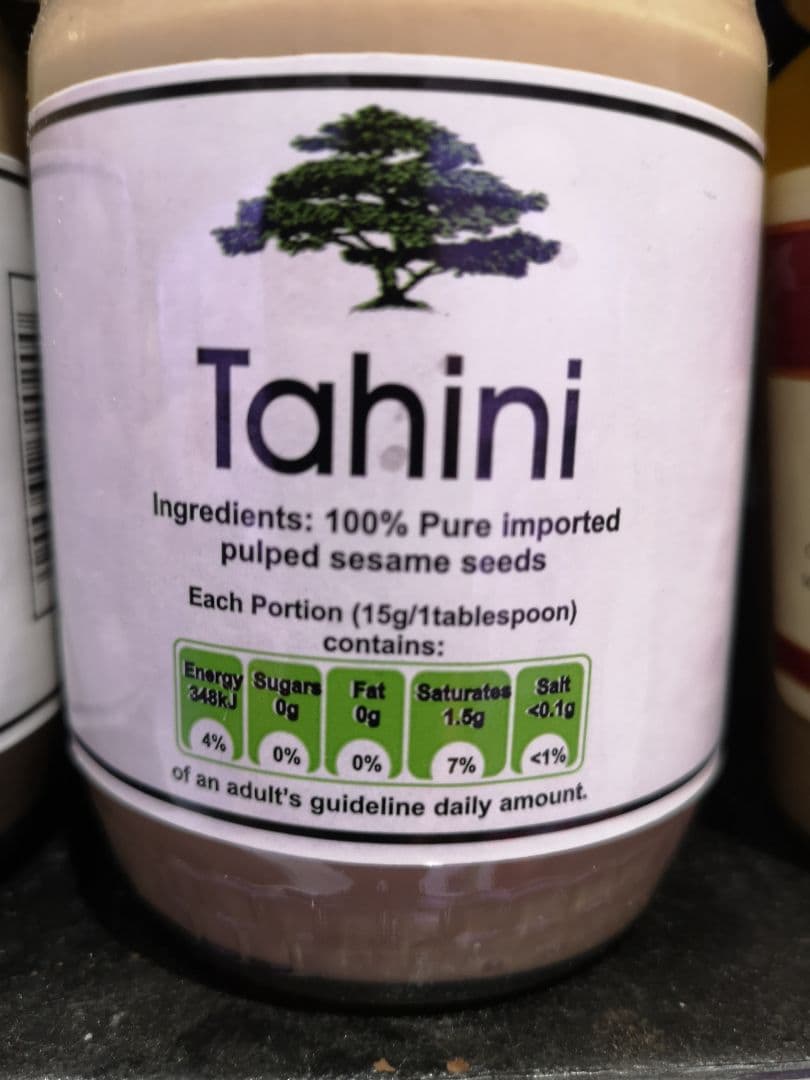 Tahini
Ingredients: 100% Pure imported
pulped sesame seeds
Each Portion (15g/1tablespoon)
contains:
Energy Sugars Fat Saturates Salt
348kJ 0g 0g 1.5g <0.1g
4% 0% 0% 7% <1%
of an adult's guideline daily amount.